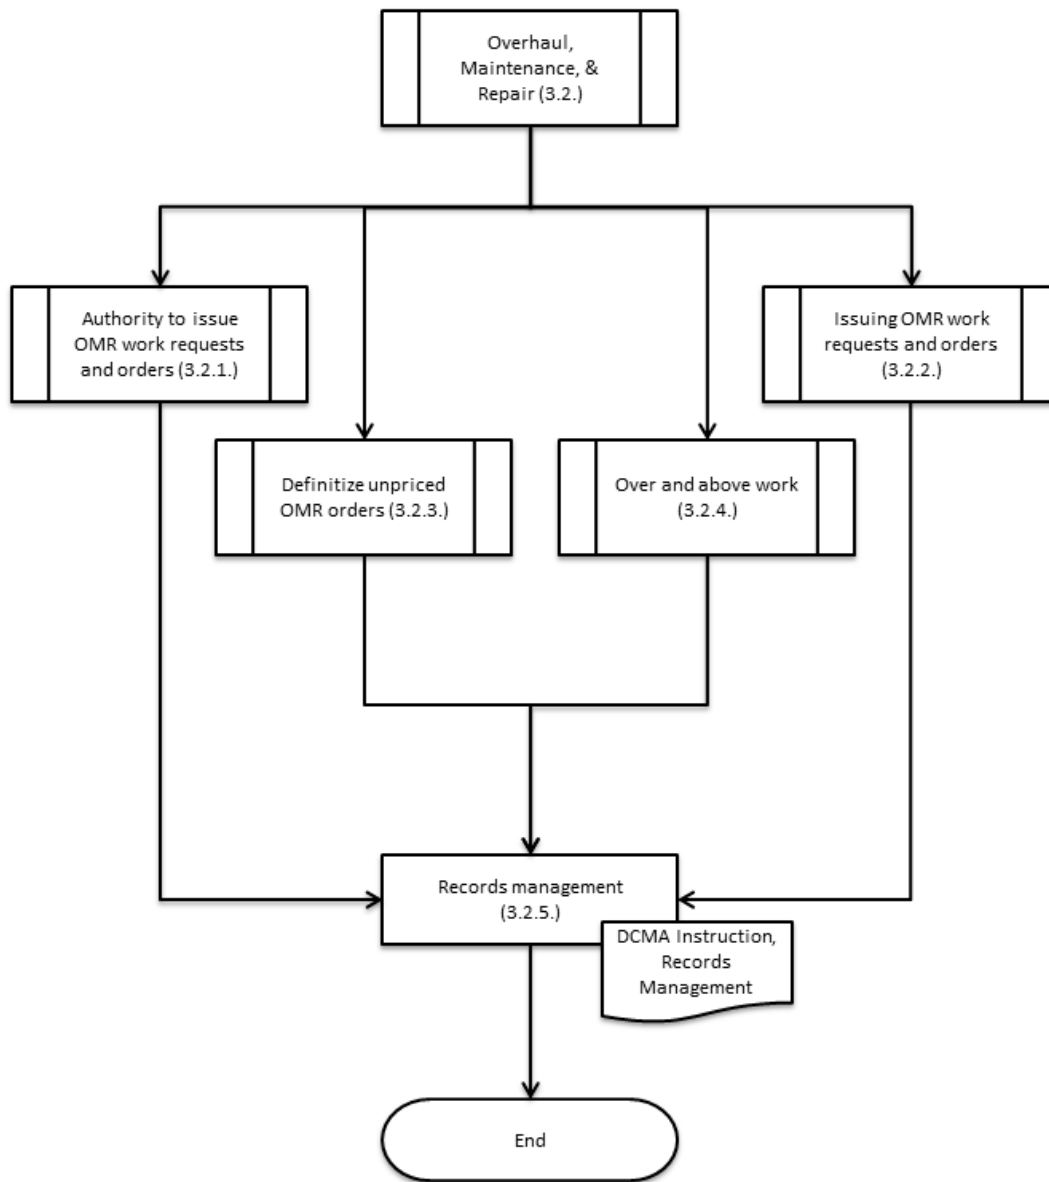 Overhaul,
Maintenance, &
Repair (3.2.)
Authority to issue
OMR work requests
and orders (3.2.1.)
Issuing OMR work
requests and orders
(3.2.2.)
Definitize unpriced
OMR orders (3.2.3.)
Over and above work
(3.2.4.)
Records management
(3.2.5.)
DCMA Instruction,
Records
Management
End